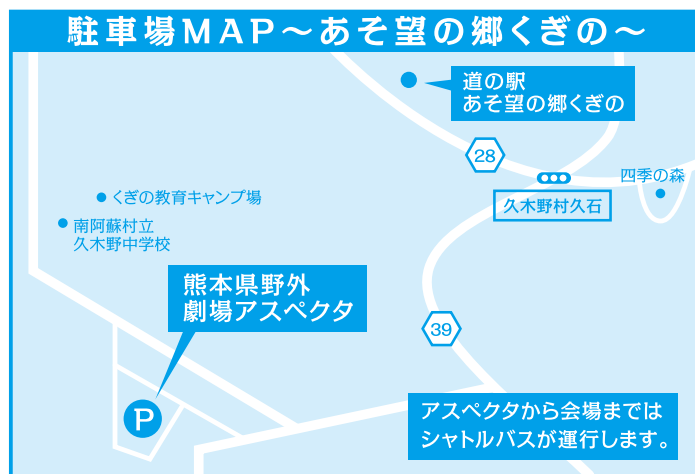 駐車場MAP～あそ望の郷くぎの～
道の駅
あそ望の郷くぎの
28
四季の森
くぎの教育キャンプ場
久木野村久石
南阿蘇村立
久木野中学校
熊本県野外
劇場アスペクタ
39
P
アスペクタから会場までは
シャトルバスが運行します。